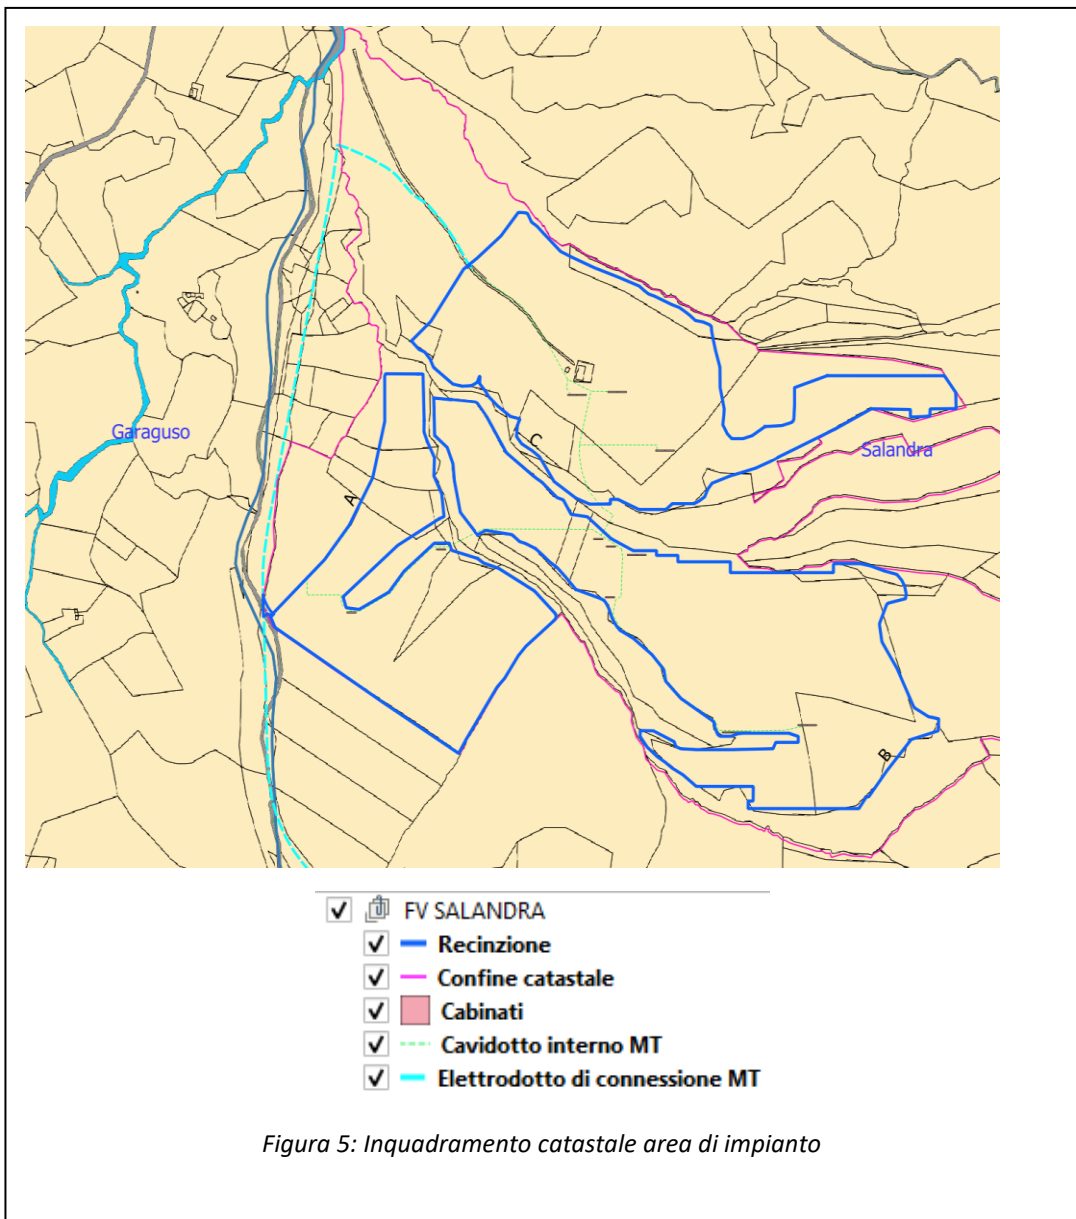 Garaguso
Salandra
A
C
B
FV SALANDRA
Recinzione
Confine catastale
Cabinati
Cavidotto interno MT
Elettrodotto di connessione MT
Figura 5: Inquadramento catastale area di impianto